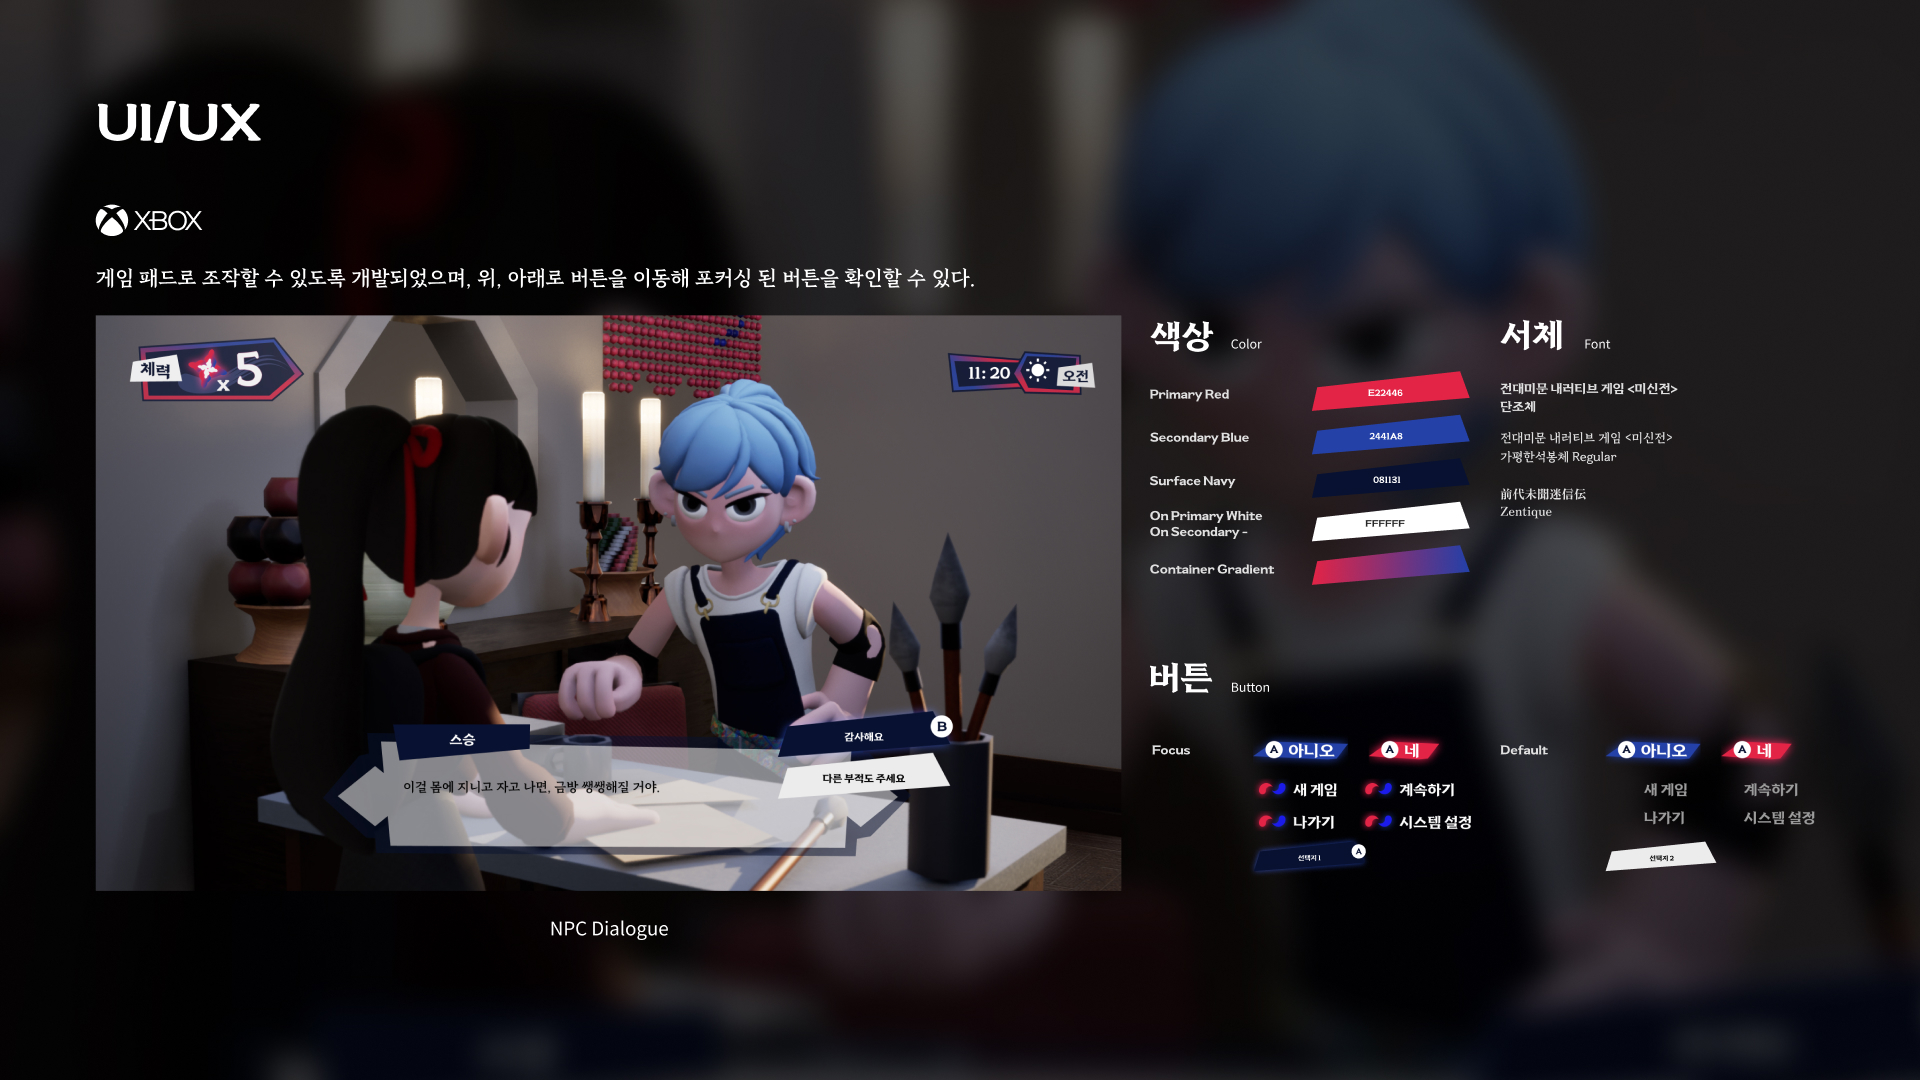 UI/UX
XBOX
게임 패드로 조작할 수 있도록 개발되었으며, 위, 아래로 버튼을 이동해 포커싱 된 버튼을 확인할 수 있다.
체력 x 5
11:20 오전
스승
이걸 몸에 지니고 자고 나면, 금방 쌩쌩해질 거야.
감사해요 B
다른 부적도 주세요
NPC Dialogue
색상 Color
Primary Red E22446
Secondary Blue 2441A8
Surface Navy 081131
On Primary White
On Secondary -
FFFFFF
Container Gradient
서체 Font
전대미문 내러티브 게임 <미신전>
단조체
전대미문 내러티브 게임 <미신전>
가평한석봉체 Regular
前代未聞迷信伝
Zentique
버튼 Button
Focus A 아니오 A 네
새 게임 계속하기
나가기 시스템 설정
선택지 1 A
Default A 아니오 A 네
새 게임 계속하기
나가기 시스템 설정
선택지 2